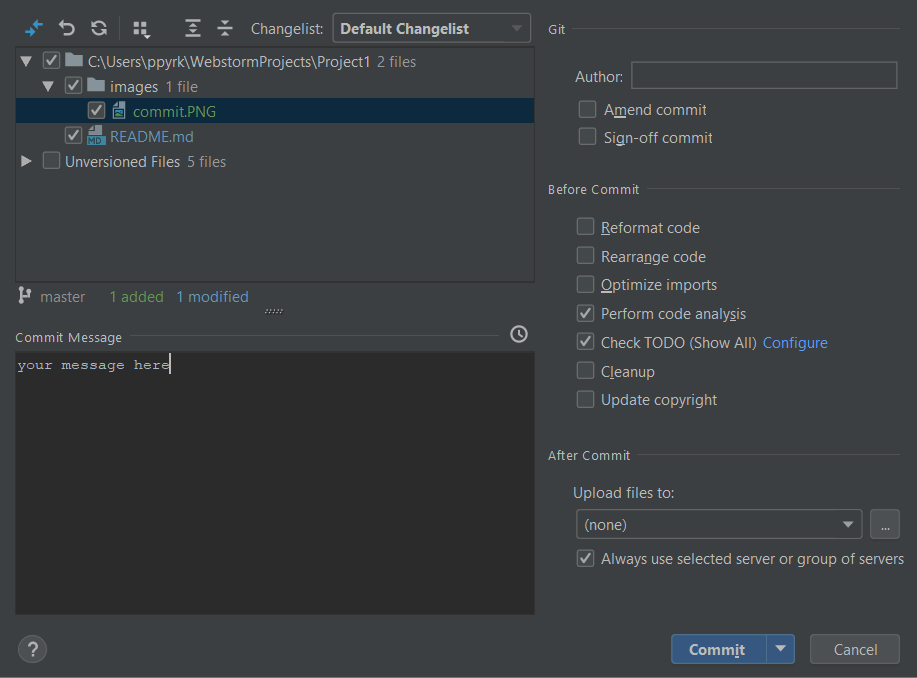 Changelist: Default Changelist
C:\Users\ppyrk\WebstormProjects\Project1 2 files
images 1 file
commit.PNG
MD README.md
Unversioned Files 5 files
master 1 added 1 modified
Commit Message
your message here
Git
Author:
Amend commit
Sign-off commit
Before Commit
Reformat code
Rearrange code
Optimize imports
Perform code analysis
Check TODO (Show All) Configure
Cleanup
Update copyright
After Commit
Upload files to:
(none) ...
Always use selected server or group of servers
? Commit Cancel